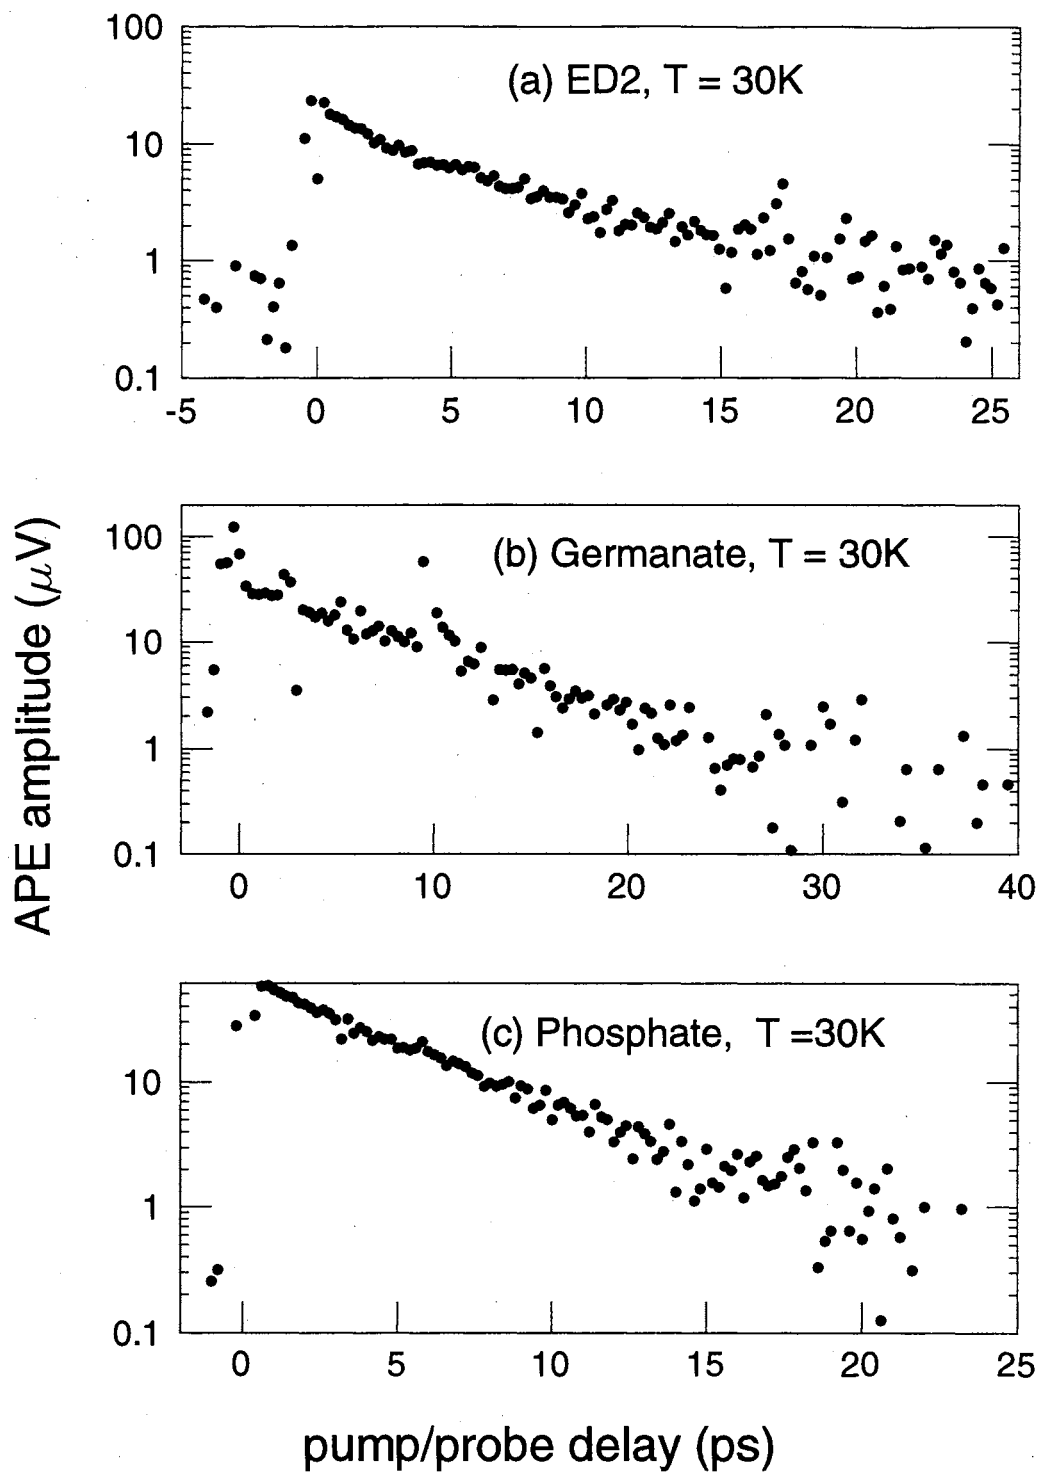 100
(a) ED2, T = 30K
10
1
0.1
-5 0 5 10 15 20 25
100
(b) Germanate, T = 30K
10
1
0.1
0 10 20 30 40
APE amplitude (μV)
(c) Phosphate, T =30K
10
1
0.1
0 5 10 15 20 25
pump/probe delay (ps)